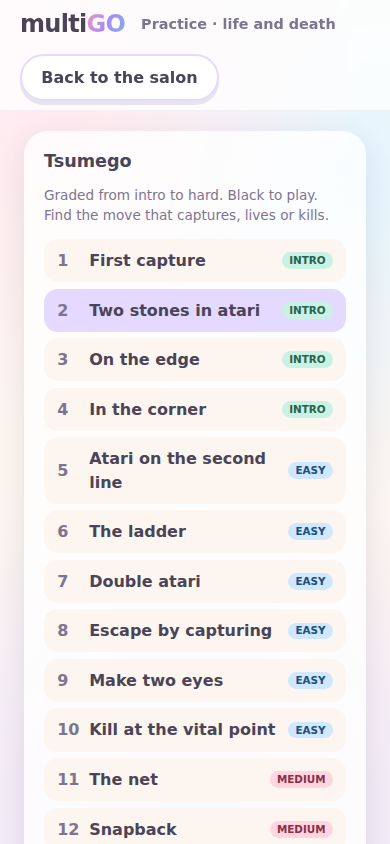 multiGO Practice · life and death
Back to the salon
Tsumego
Graded from intro to hard. Black to play.
Find the move that captures, lives or kills.
1 First capture INTRO
2 Two stones in atari INTRO
3 On the edge INTRO
4 In the corner INTRO
5 Atari on the second
line EASY
6 The ladder EASY
7 Double atari EASY
8 Escape by capturing EASY
9 Make two eyes EASY
10 Kill at the vital point EASY
11 The net MEDIUM
12 Snapback MEDIUM